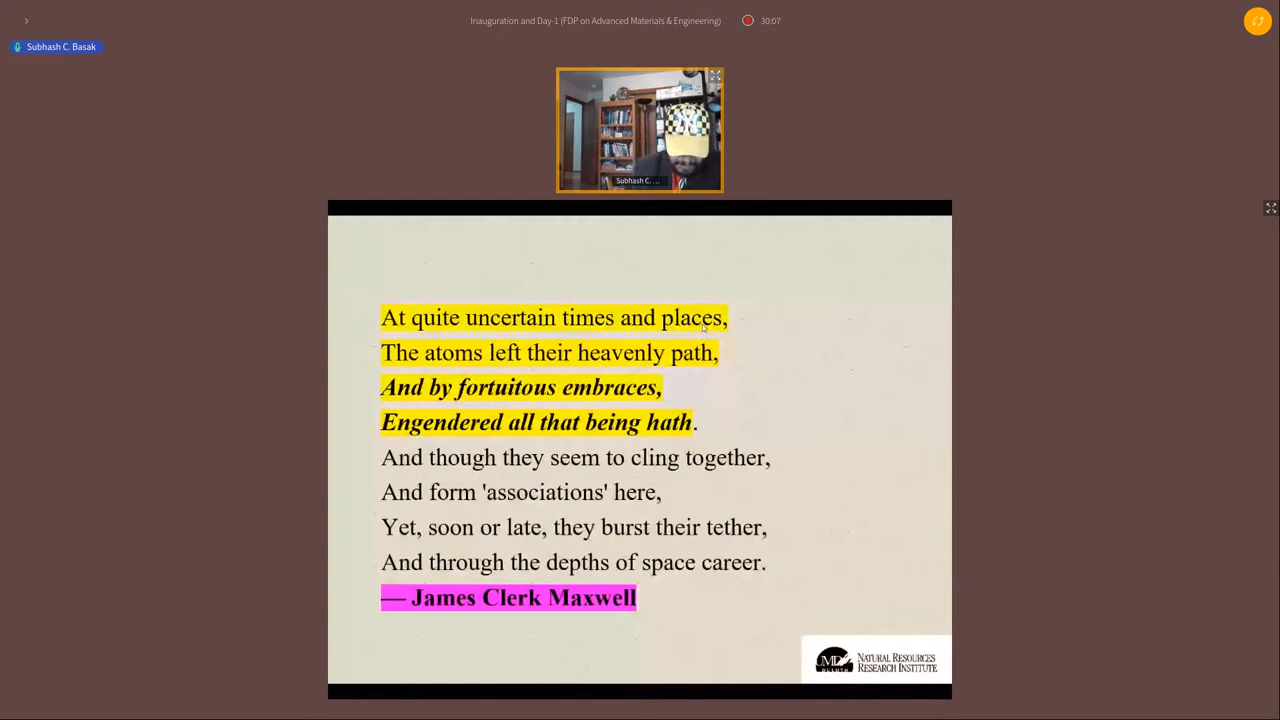 Inauguration and Day-1 (FDP on Advanced Materials & Engineering)
30:07
Subhash C. Basak
Subhash C. ...
At quite uncertain times and places,
The atoms left their heavenly path,
And by fortuitous embraces,
Engendered all that being hath.
And though they seem to cling together,
And form 'associations' here,
Yet, soon or late, they burst their tether,
And through the depths of space career.
— James Clerk Maxwell
NATURAL RESOURCES
RESEARCH INSTITUTE